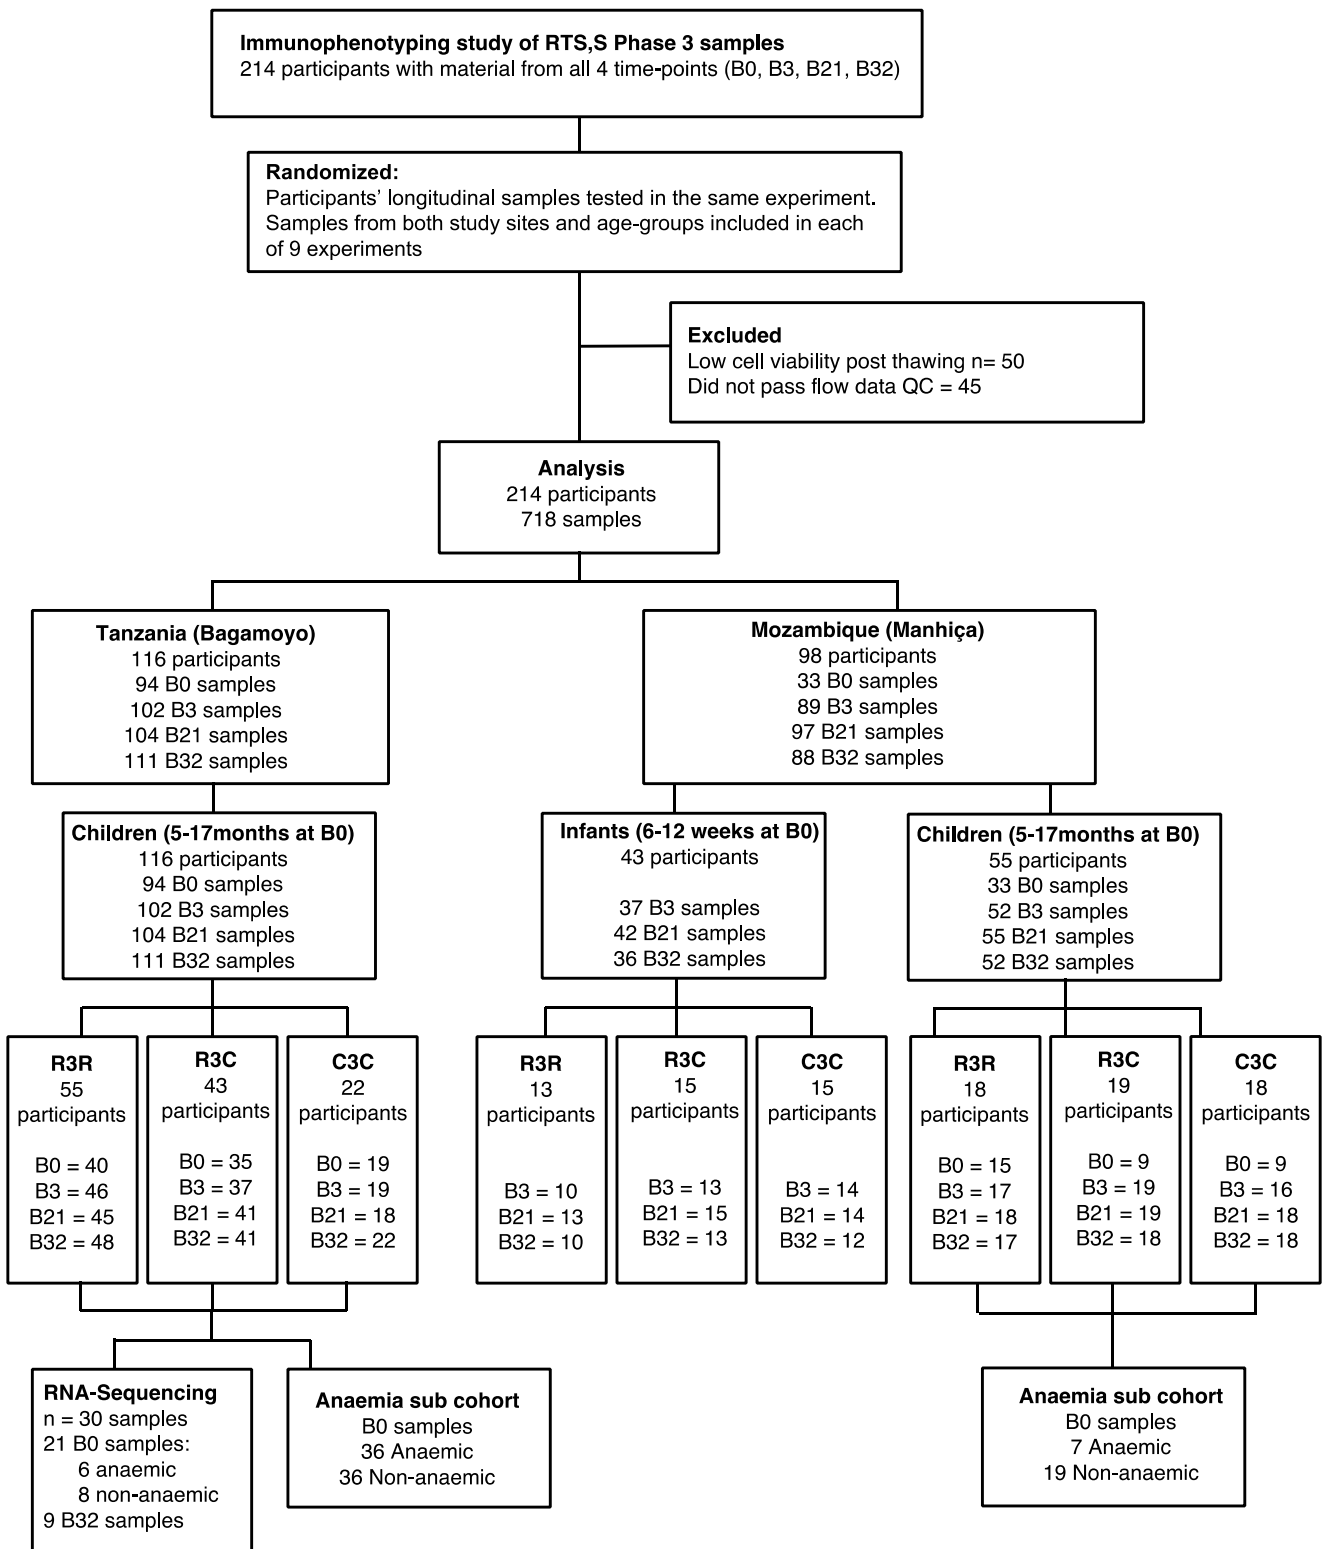 Immunophenotyping study of RTS,S Phase 3 samples
214 participants with material from all 4 time-points (B0, B3, B21, B32)
Randomized:
Participants' longitudinal samples tested in the same experiment.
Samples from both study sites and age-groups included in each
of 9 experiments
Excluded
Low cell viability post thawing n= 50
Did not pass flow data QC = 45
Analysis
214 participants
718 samples
Tanzania (Bagamoyo)
116 participants
94 B0 samples
102 B3 samples
104 B21 samples
111 B32 samples
Mozambique (Manhiça)
98 participants
33 B0 samples
89 B3 samples
97 B21 samples
88 B32 samples
Children (5-17months at B0)
116 participants
94 B0 samples
102 B3 samples
104 B21 samples
111 B32 samples
Infants (6-12 weeks at B0)
43 participants
37 B3 samples
42 B21 samples
36 B32 samples
Children (5-17months at B0)
55 participants
33 B0 samples
52 B3 samples
55 B21 samples
52 B32 samples
R3R
55
participants
B0 = 40
B3 = 46
B21 = 45
B32 = 48
R3C
43
participants
B0 = 35
B3 = 37
B21 = 41
B32 = 41
C3C
22
participants
B0 = 19
B3 = 19
B21 = 18
B32 = 22
R3R
13
participants
B3 = 10
B21 = 13
B32 = 10
R3C
15
participants
B3 = 13
B21 = 15
B32 = 13
C3C
15
participants
B3 = 14
B21 = 14
B32 = 12
R3R
18
participants
B0 = 15
B3 = 17
B21 = 18
B32 = 17
R3C
19
participants
B0 = 9
B3 = 19
B21 = 19
B32 = 18
C3C
18
participants
B0 = 9
B3 = 16
B21 = 18
B32 = 18
RNA-Sequencing
n = 30 samples
21 B0 samples:
6 anaemic
8 non-anaemic
9 B32 samples
Anaemia sub cohort
B0 samples
36 Anaemic
36 Non-anaemic
Anaemia sub cohort
B0 samples
7 Anaemic
19 Non-anaemic